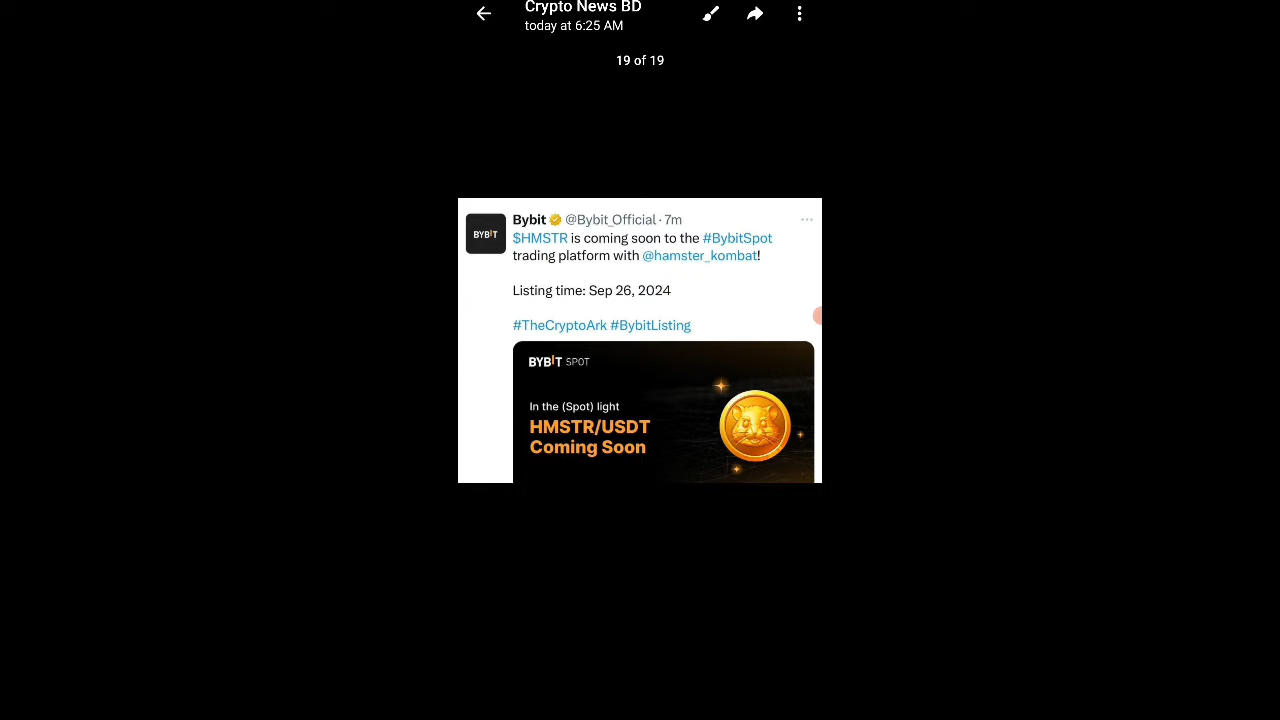 Crypto News BD
today at 6:25 AM
19 of 19
BYBIT
Bybit @Bybit_Official · 7m
$HMSTR is coming soon to the #BybitSpot
trading platform with @hamster_kombat!
Listing time: Sep 26, 2024
#TheCryptoArk #BybitListing
BYBIT SPOT
In the (Spot) light
HMSTR/USDT
Coming Soon